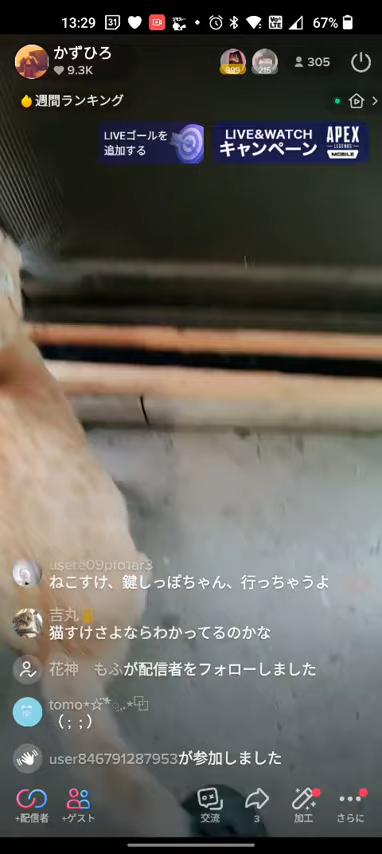 13:29
31
67%
かずひろ
9.3K
999
215
305
週間ランキング
LIVEゴールを
追加する
LIVE&WATCH
キャンペーン
APEX
LEGENDS
MOBILE
ねこすけ、鍵しっぽちゃん、行っちゃうよ
吉丸
猫すけさよならわかってるのかな
花神 もふが配信者をフォローしました
tomo
(;;)
user846791287953が参加しました
+配信者
+ゲスト
交流
3
加工
さらに